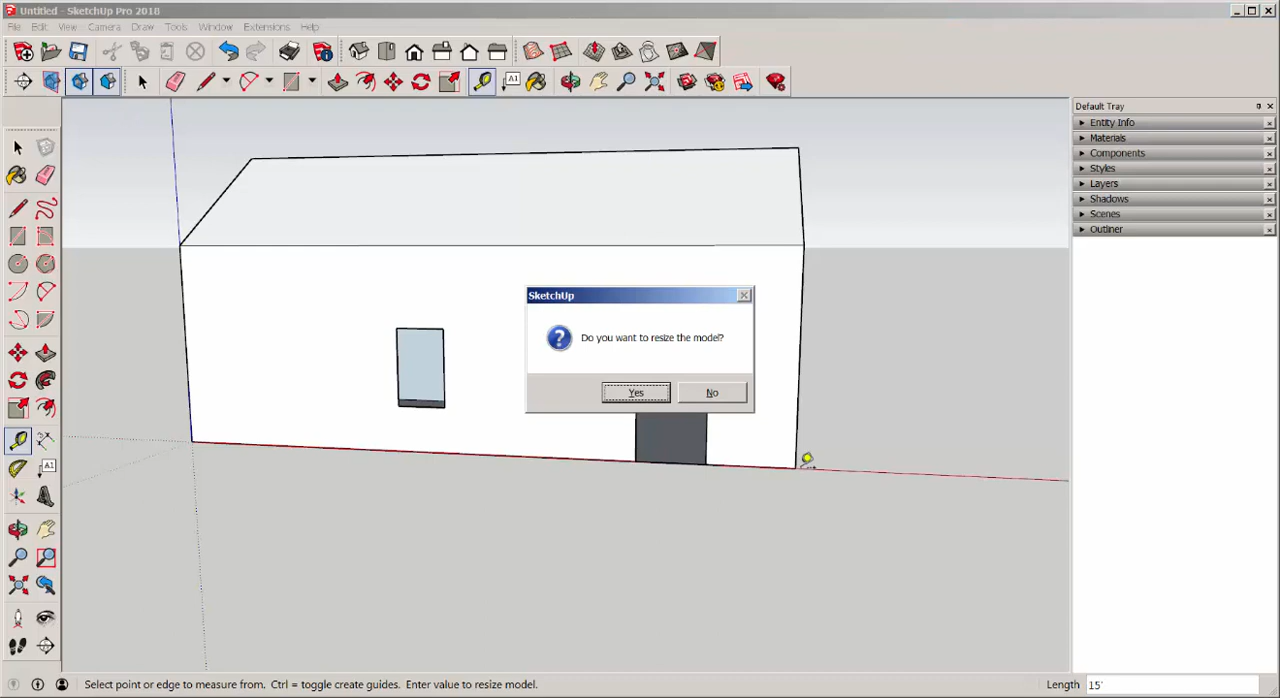 Untitled - SketchUp Pro 2018
File Edit View Camera Draw Tools Window Extensions Help
A1
Default Tray
Entity Info
Materials
Components
Styles
Layers
Shadows
Scenes
Outliner
SketchUp
Do you want to resize the model?
Yes No
A1
Select point or edge to measure from. Ctrl = toggle create guides. Enter value to resize model.
Length 15'